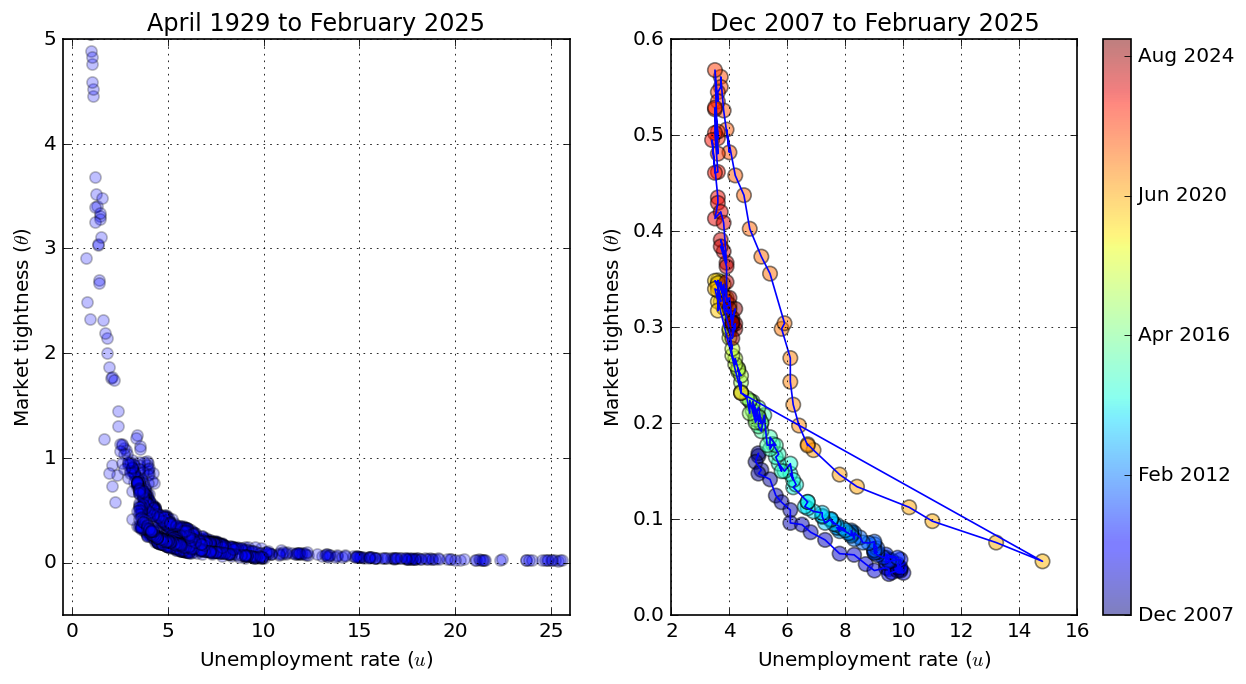 April 1929 to February 2025
5
4
3
2
1
0
0 5 10 15 20 25
Market tightness (θ)
Unemployment rate (u)
Dec 2007 to February 2025
0.6
0.5
0.4
0.3
0.2
0.1
0.0
2 4 6 8 10 12 14 16
Market tightness (θ)
Unemployment rate (u)
Aug 2024
Jun 2020
Apr 2016
Feb 2012
Dec 2007